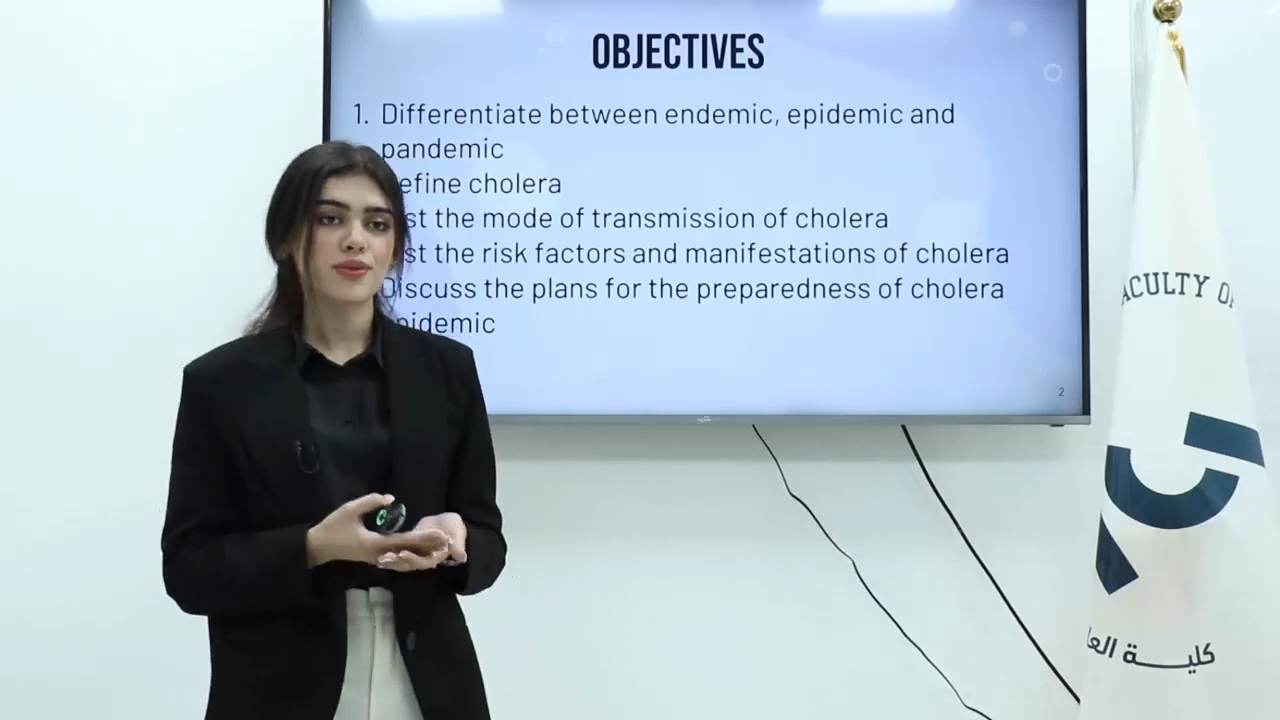 OBJECTIVES
1. Differentiate between endemic, epidemic and
pandemic
efine cholera
st the mode of transmission of cholera
st the risk factors and manifestations of cholera
Discuss the plans for the preparedness of cholera
pidemic
2
ACULTY O
كليـــة العا